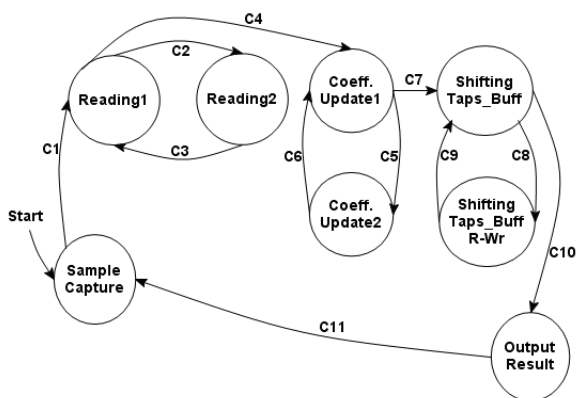 C4
C2
Reading1
Reading2
C3
C1
Coeff.
Update1
C7
Shifting
Taps_Buff
C6
C5
C9
C8
Coeff.
Update2
Shifting
Taps_Buff
R-Wr
Start
Sample
Capture
C10
C11
Output
Result